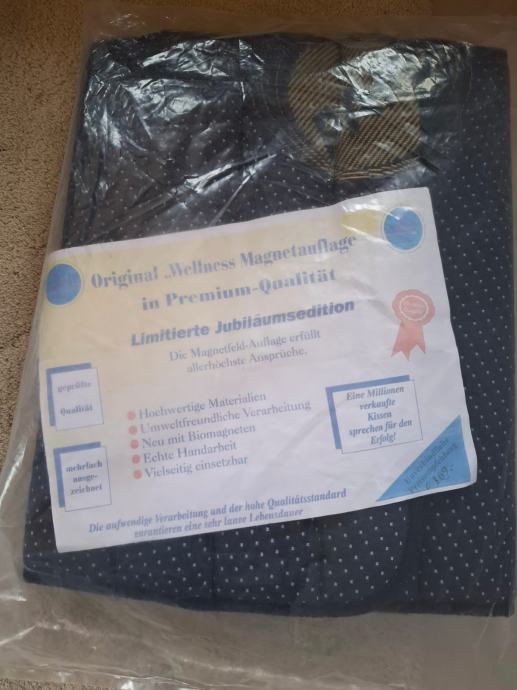 Original „Wellness Magnetauflage
in Premium-Qualität
Limitierte Jubiläumsedition
Die Magnetfeld-Auflage erfüllt
allerhöchste Ansprüche.
geprüfte
Qualität
mehrfach
ausge-
zeichnet
Hochwertige Materialien
Umweltfreundliche Verarbeitung
Neu mit Biomagneten
Echte Handarbeit
Vielseitig einsetzbar
Eine Millionen
verkaufte
Kissen
sprechen für den
Erfolg!
Unverbindliche
Die aufwendige Verarbeitung und der hohe Qualitätsstandard
garantieren eine sehr lange Lebensdauer